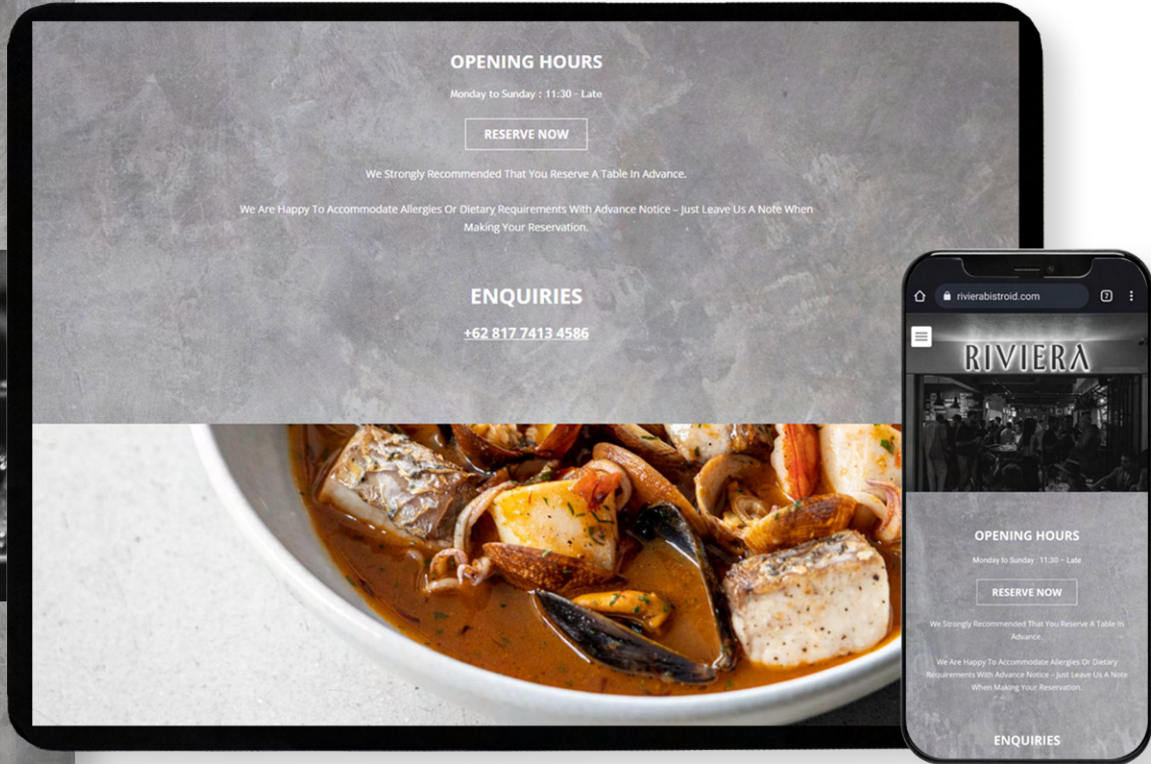 OPENING HOURS
Monday to Sunday : 11:30 - Late
RESERVE NOW
We Strongly Recommended That You Reserve A Table In Advance.
We Are Happy To Accommodate Allergies Or Dietary Requirements With Advance Notice – Just Leave Us A Note When
Making Your Reservation.
ENQUIRIES
+62 817 7413 4586
rivierabistroid.com
7
RIVIERA
OPENING HOURS
Monday to Sunday : 11:30 - Late
RESERVE NOW
We Strongly Recommended That You Reserve A Table In
Advance.
We Are Happy To Accommodate Allergies Or Dietary
Requirements With Advance Notice – Just Leave Us A Note
When Making Your Reservation.
ENQUIRIES